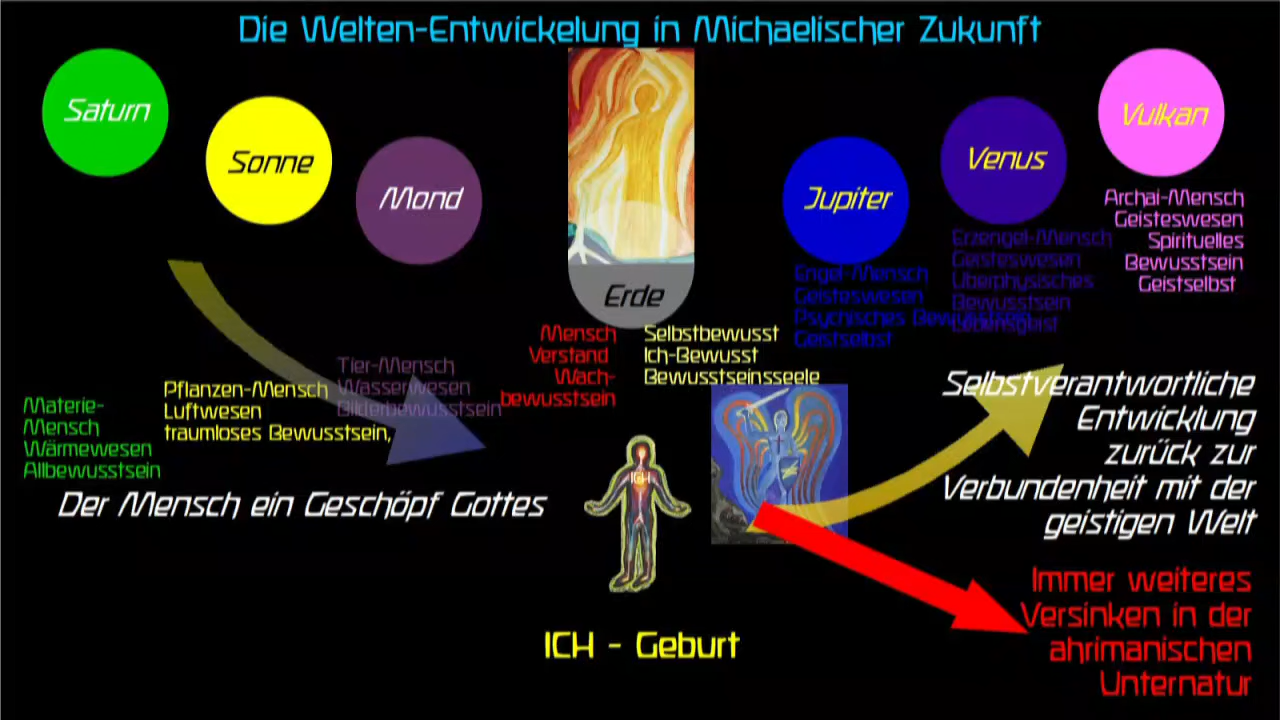 Die Welten-Entwickelung in Michaelischer Zukunft
Saturn
Sonne
Mond
Erde
Jupiter
Venus
Vulkan
Materie-
Mensch
Wärmewesen
Allbewusstsein
Pflanzen-Mensch
Luftwesen
traumloses Bewusstsein,
Tier-Mensch
Wasserwesen
Bilderbewusstsein
Mensch
Verstand
Wach-
bewusstsein
Selbstbewusst
Ich-Bewusst
Bewusstseinsseele
Engel-Mensch
Geisteswesen
Psychisches Bewusstsein
Geistselbst
Erzengel-Mensch
Geisteswesen
Überphysisches
Bewusstsein
Lebensgeist
Archai-Mensch
Geisteswesen
Spirituelles
Bewusstsein
Geistselbst
Der Mensch ein Geschöpf Gottes
ICH
ICH - Geburt
Selbstverantwortliche
Entwicklung
zurück zur
Verbundenheit mit der
geistigen Welt
Immer weiteres
Versinken in der
ahrimanischen
Unternatur